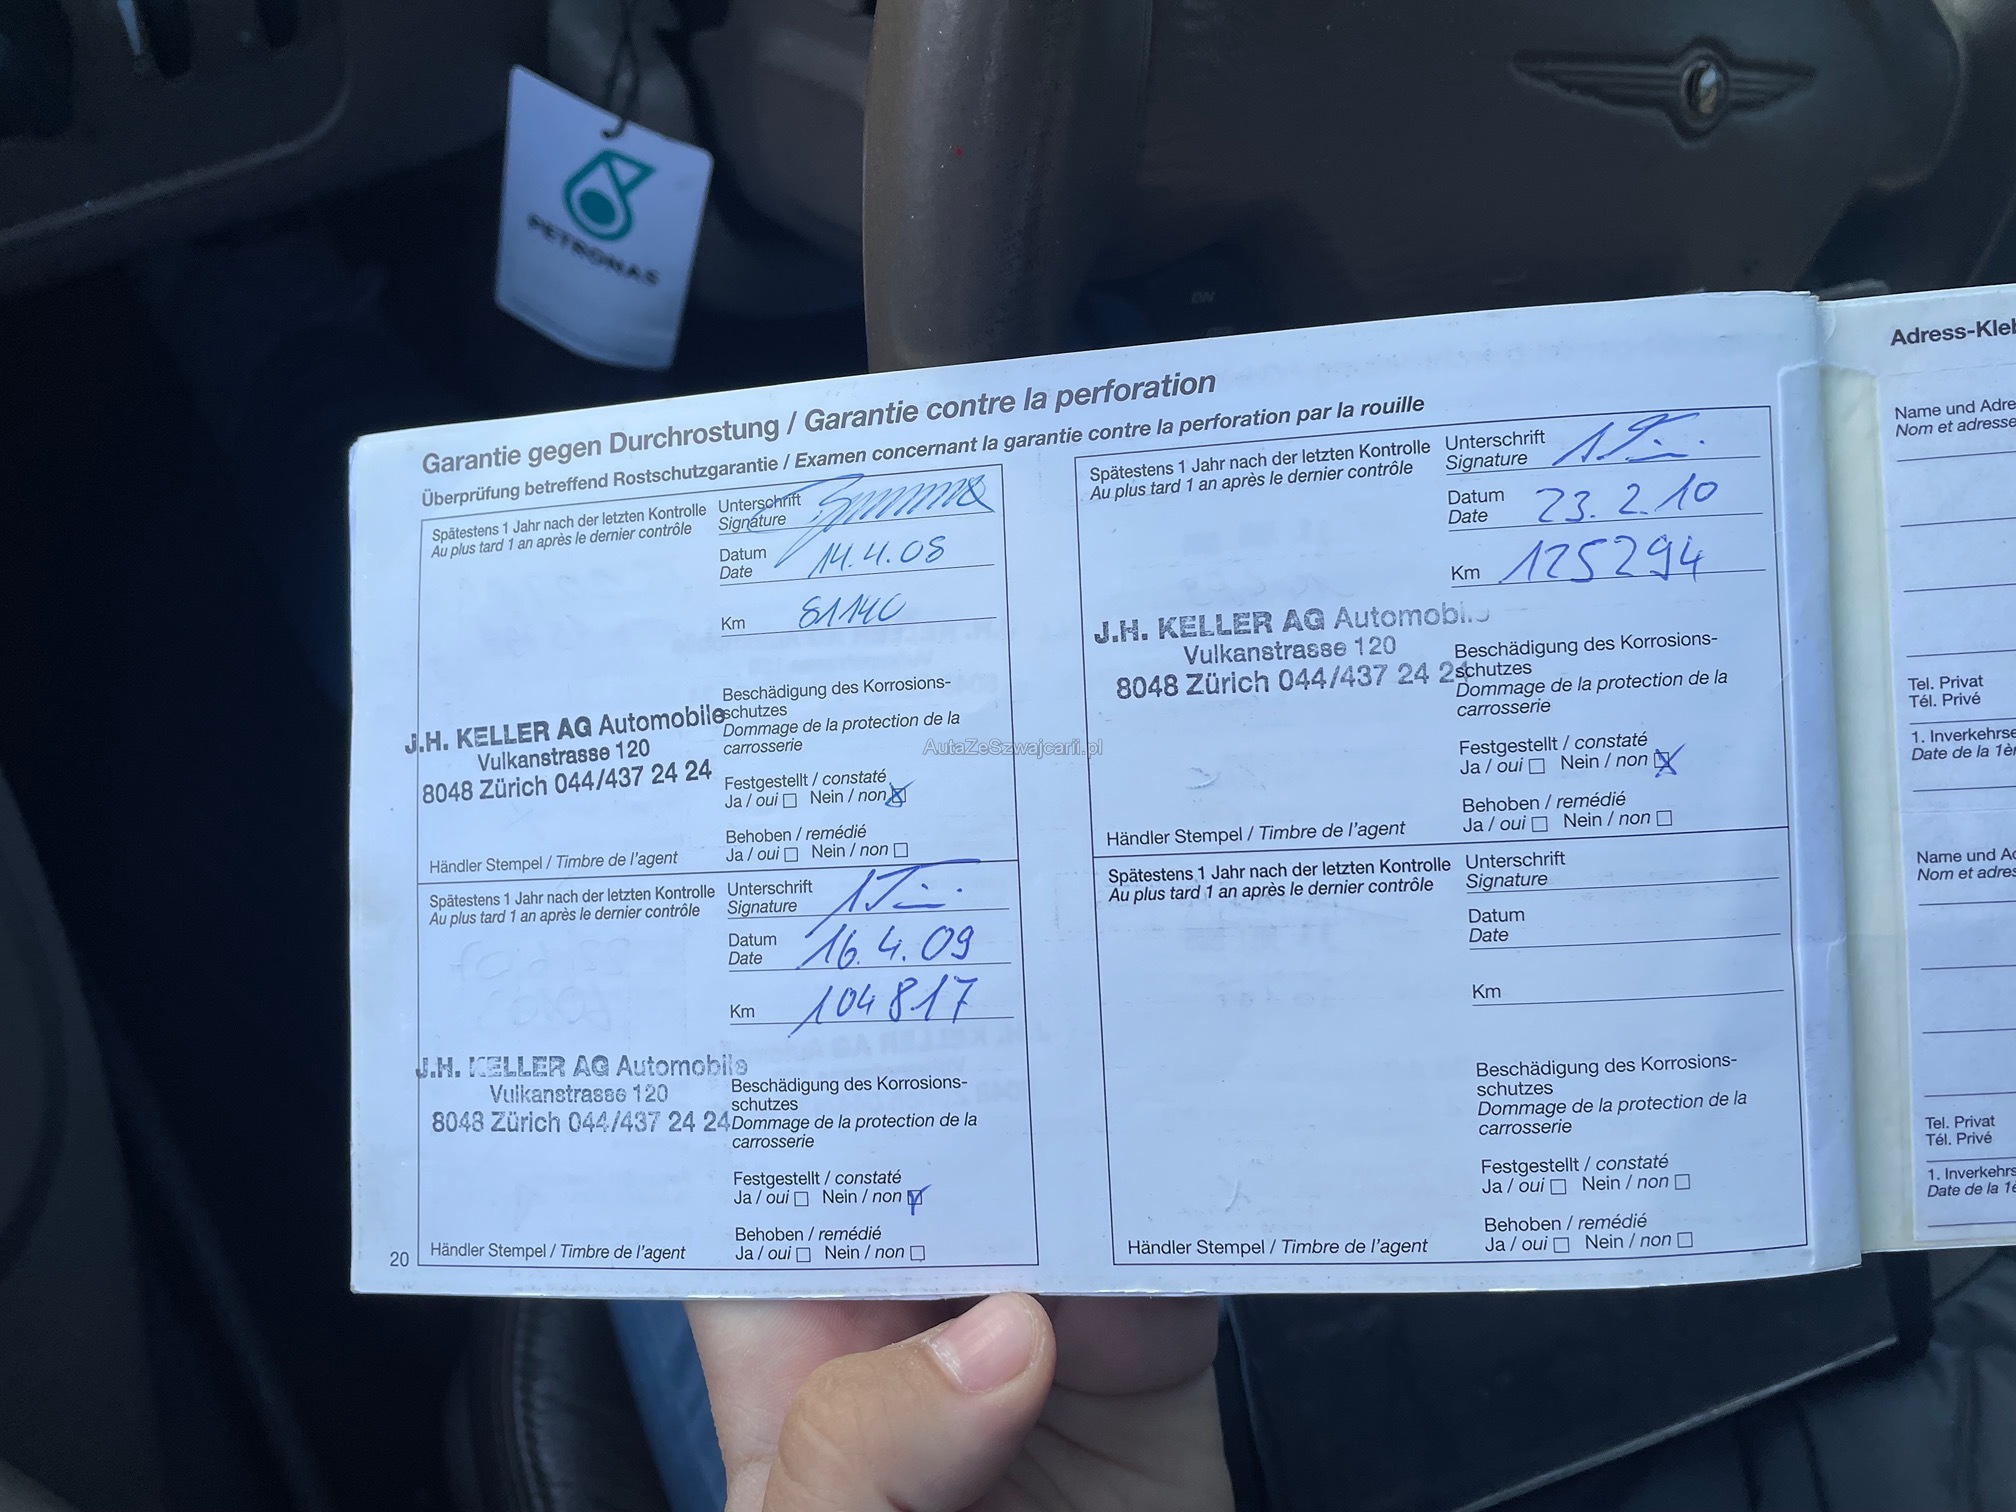 PETRONAS
Garantie gegen Durchrostung / Garantie contre la perforation
Überprüfung betreffend Rostschutzgarantie / Examen concernant la garantie contre la perforation par la rouille
Spätestens 1 Jahr nach der letzten Kontrolle
Au plus tard 1 an après le dernier contrôle
Unterschrift
Signature
Datum
Date 14.4.08
Km 81140
J.H. KELLER AG Automobile
Vulkanstrasse 120
8048 Zürich 044/437 24 24
Beschädigung des Korrosions-
schutzes
Dommage de la protection de la
carrosserie
Festgestellt / constaté
Ja / oui Nein / non
Behoben / remédié
Ja / oui Nein / non
Händler Stempel / Timbre de l'agent
Spätestens 1 Jahr nach der letzten Kontrolle
Au plus tard 1 an après le dernier contrôle
Unterschrift
Signature
Datum
Date 16.4.09
Km 104817
J.H. KELLER AG Automobile
Vulkanstrasse 120
8048 Zürich 044/437 24 24
Beschädigung des Korrosions-
schutzes
Dommage de la protection de la
carrosserie
Festgestellt / constaté
Ja / oui Nein / non
Behoben / remédié
Ja / oui Nein / non
Händler Stempel / Timbre de l'agent
20
Spätestens 1 Jahr nach der letzten Kontrolle
Au plus tard 1 an après le dernier contrôle
Unterschrift
Signature
Datum
Date 23.2.10
Km 125294
J.H. KELLER AG Automobile
Vulkanstrasse 120
8048 Zürich 044/437 24 24
Beschädigung des Korrosions-
schutzes
Dommage de la protection de la
carrosserie
Festgestellt / constaté
Ja / oui Nein / non
Behoben / remédié
Ja / oui Nein / non
Händler Stempel / Timbre de l'agent
Spätestens 1 Jahr nach der letzten Kontrolle
Au plus tard 1 an après le dernier contrôle
Unterschrift
Signature
Datum
Date
Km
Beschädigung des Korrosions-
schutzes
Dommage de la protection de la
carrosserie
Festgestellt / constaté
Ja / oui Nein / non
Behoben / remédié
Ja / oui Nein / non
Händler Stempel / Timbre de l'agent
AutaZeSzwajcarii.pl
Adress-Kleb
Name und Adre
Nom et adresse
Tel. Privat
Tél. Privé
1. Inverkehrse
Date de la 1èr
Name und Ad
Nom et adres
Tel. Privat
Tél. Privé
1. Inverkehrs
Date de la 1è